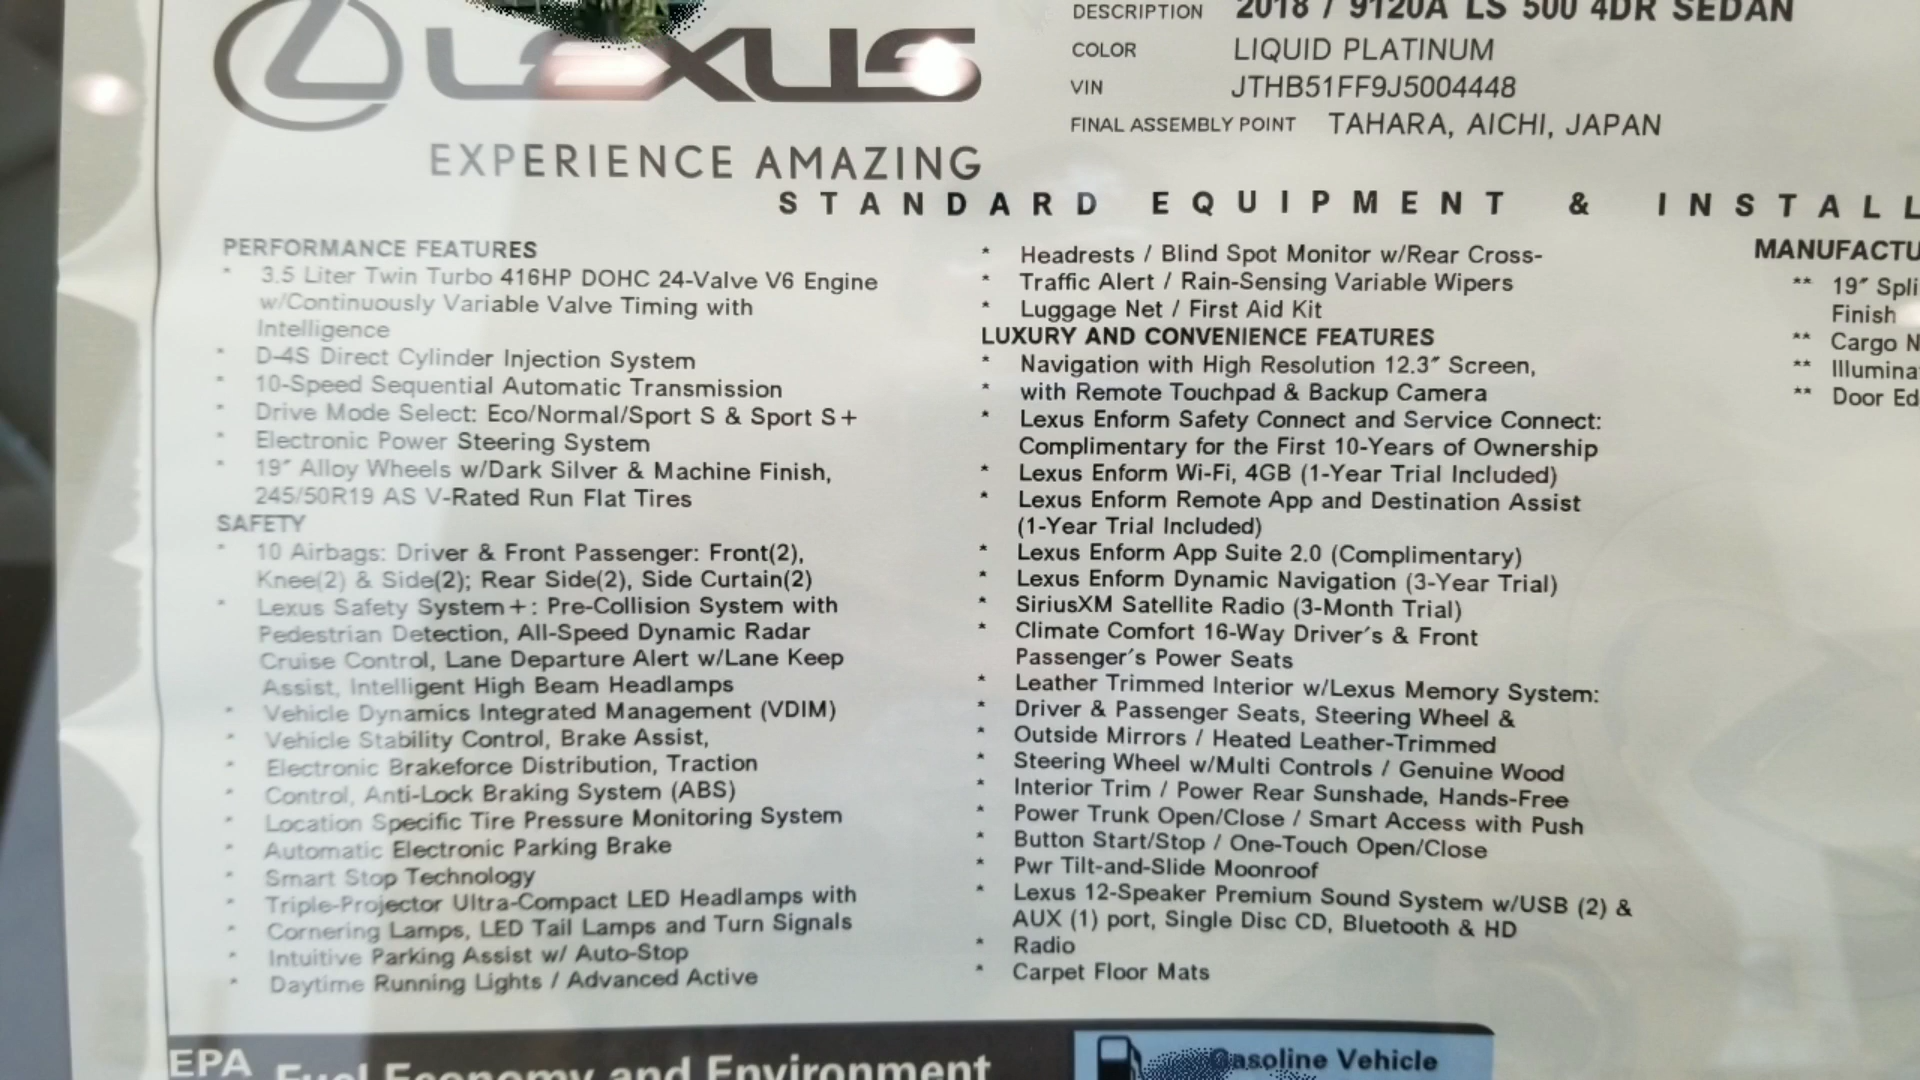 LEXUS
EXPERIENCE AMAZING
DESCRIPTION 2018 / 9120A LS 500 4DR SEDAN
COLOR LIQUID PLATINUM
VIN JTHB51FF9J5004448
FINAL ASSEMBLY POINT TAHARA, AICHI, JAPAN
STANDARD EQUIPMENT & INSTALL
PERFORMANCE FEATURES
* 3.5 Liter Twin Turbo 416HP DOHC 24-Valve V6 Engine
w/Continuously Variable Valve Timing with
Intelligence
* D-4S Direct Cylinder Injection System
* 10-Speed Sequential Automatic Transmission
* Drive Mode Select: Eco/Normal/Sport S & Sport S+
* Electronic Power Steering System
* 19″ Alloy Wheels w/Dark Silver & Machine Finish,
245/50R19 AS V-Rated Run Flat Tires
SAFETY
* 10 Airbags: Driver & Front Passenger: Front(2),
Knee(2) & Side(2); Rear Side(2), Side Curtain(2)
* Lexus Safety System+: Pre-Collision System with
Pedestrian Detection, All-Speed Dynamic Radar
Cruise Control, Lane Departure Alert w/Lane Keep
Assist, Intelligent High Beam Headlamps
* Vehicle Dynamics Integrated Management (VDIM)
* Vehicle Stability Control, Brake Assist,
* Electronic Brakeforce Distribution, Traction
* Control, Anti-Lock Braking System (ABS)
* Location Specific Tire Pressure Monitoring System
* Automatic Electronic Parking Brake
* Smart Stop Technology
* Triple-Projector Ultra-Compact LED Headlamps with
* Cornering Lamps, LED Tail Lamps and Turn Signals
* Intuitive Parking Assist w/ Auto-Stop
* Daytime Running Lights / Advanced Active
* Headrests / Blind Spot Monitor w/Rear Cross-
* Traffic Alert / Rain-Sensing Variable Wipers
* Luggage Net / First Aid Kit
LUXURY AND CONVENIENCE FEATURES
* Navigation with High Resolution 12.3″ Screen,
* with Remote Touchpad & Backup Camera
* Lexus Enform Safety Connect and Service Connect:
Complimentary for the First 10-Years of Ownership
* Lexus Enform Wi-Fi, 4GB (1-Year Trial Included)
* Lexus Enform Remote App and Destination Assist
(1-Year Trial Included)
* Lexus Enform App Suite 2.0 (Complimentary)
* Lexus Enform Dynamic Navigation (3-Year Trial)
* SiriusXM Satellite Radio (3-Month Trial)
* Climate Comfort 16-Way Driver's & Front
Passenger's Power Seats
* Leather Trimmed Interior w/Lexus Memory System:
* Driver & Passenger Seats, Steering Wheel &
* Outside Mirrors / Heated Leather-Trimmed
* Steering Wheel w/Multi Controls / Genuine Wood
* Interior Trim / Power Rear Sunshade, Hands-Free
* Power Trunk Open/Close / Smart Access with Push
* Button Start/Stop / One-Touch Open/Close
* Pwr Tilt-and-Slide Moonroof
* Lexus 12-Speaker Premium Sound System w/USB (2) &
AUX (1) port, Single Disc CD, Bluetooth & HD
* Radio
* Carpet Floor Mats
MANUFACTU
** 19″ Spli
Finish
** Cargo N
** Illumina
** Door Ed
EPA Fuel Economy and Environment
Gasoline Vehicle